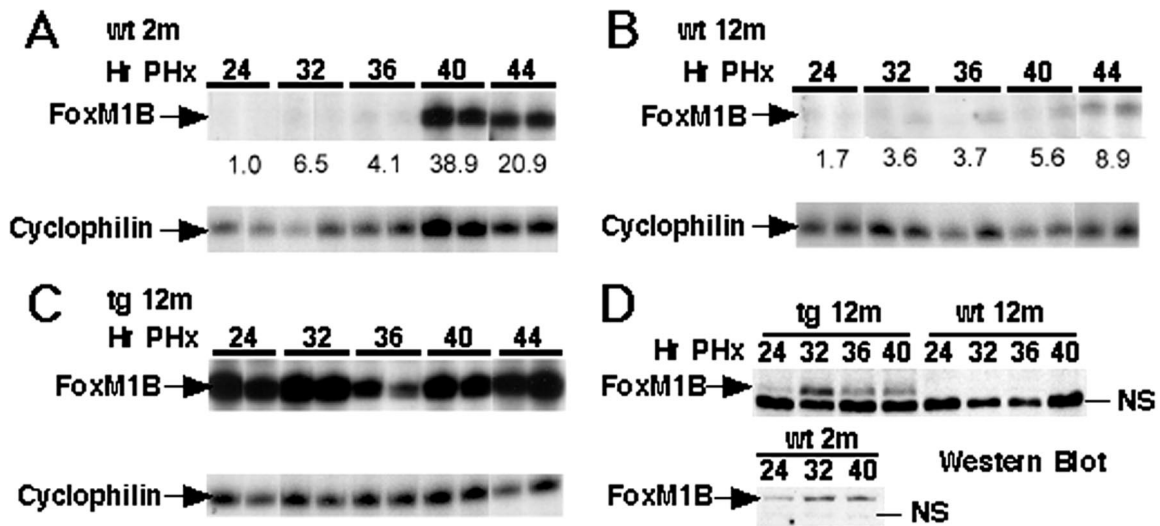 A wt 2m
Hr PHx 24 32 36 40 44
FoxM1B
1.0 6.5 4.1 38.9 20.9
Cyclophilin
B wt 12m
Hr PHx 24 32 36 40 44
FoxM1B
1.7 3.6 3.7 5.6 8.9
Cyclophilin
C tg 12m
Hr PHx 24 32 36 40 44
FoxM1B
Cyclophilin
D tg 12m wt 12m
Hr PHx 24 32 36 40 24 32 36 40
FoxM1B NS
wt 2m
24 32 40 Western Blot
FoxM1B NS